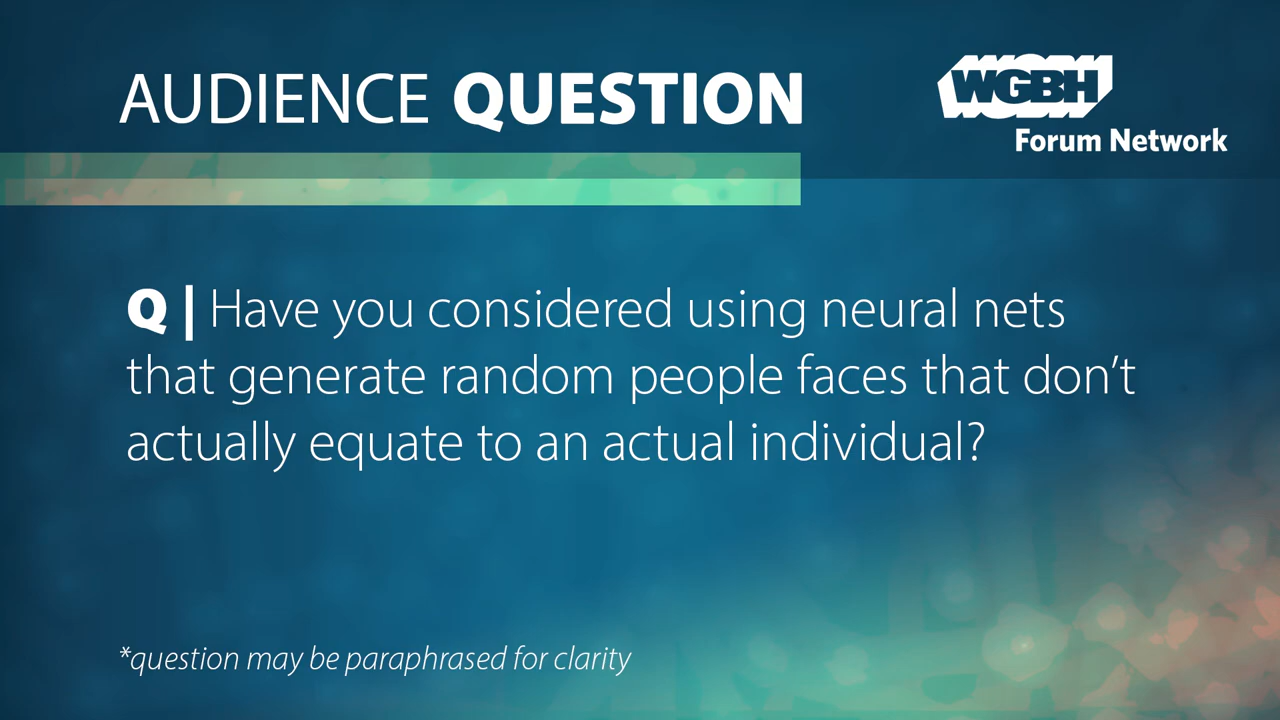 AUDIENCE QUESTION
WGBH
Forum Network
Q | Have you considered using neural nets
that generate random people faces that don’t
actually equate to an actual individual?
*question may be paraphrased for clarity